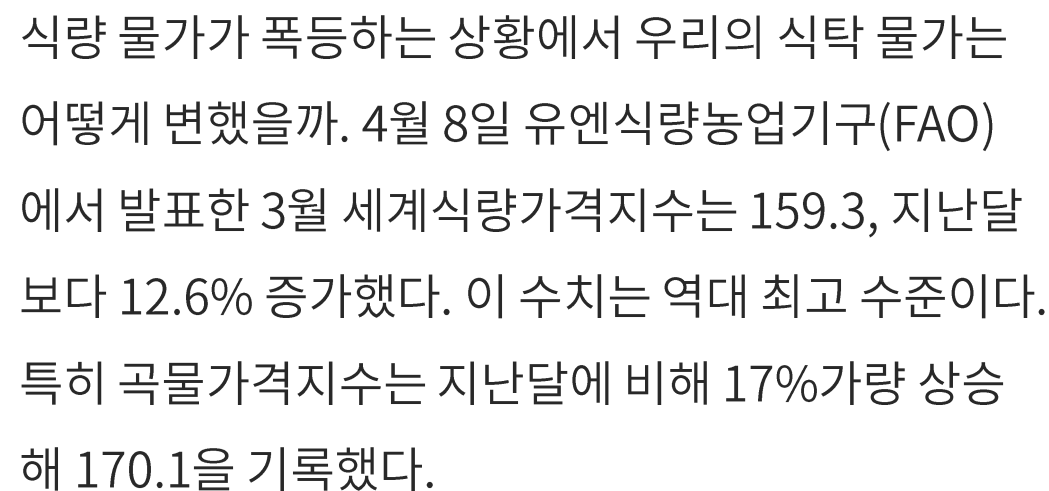 식량 물가가 폭등하는 상황에서 우리의 식탁 물가는
어떻게 변했을까. 4월 8일 유엔식량농업기구(FAO)
에서 발표한 3월 세계식량가격지수는 159.3, 지난달
보다 12.6% 증가했다. 이 수치는 역대 최고 수준이다.
특히 곡물가격지수는 지난달에 비해 17%가량 상승
해 170.1을 기록했다.